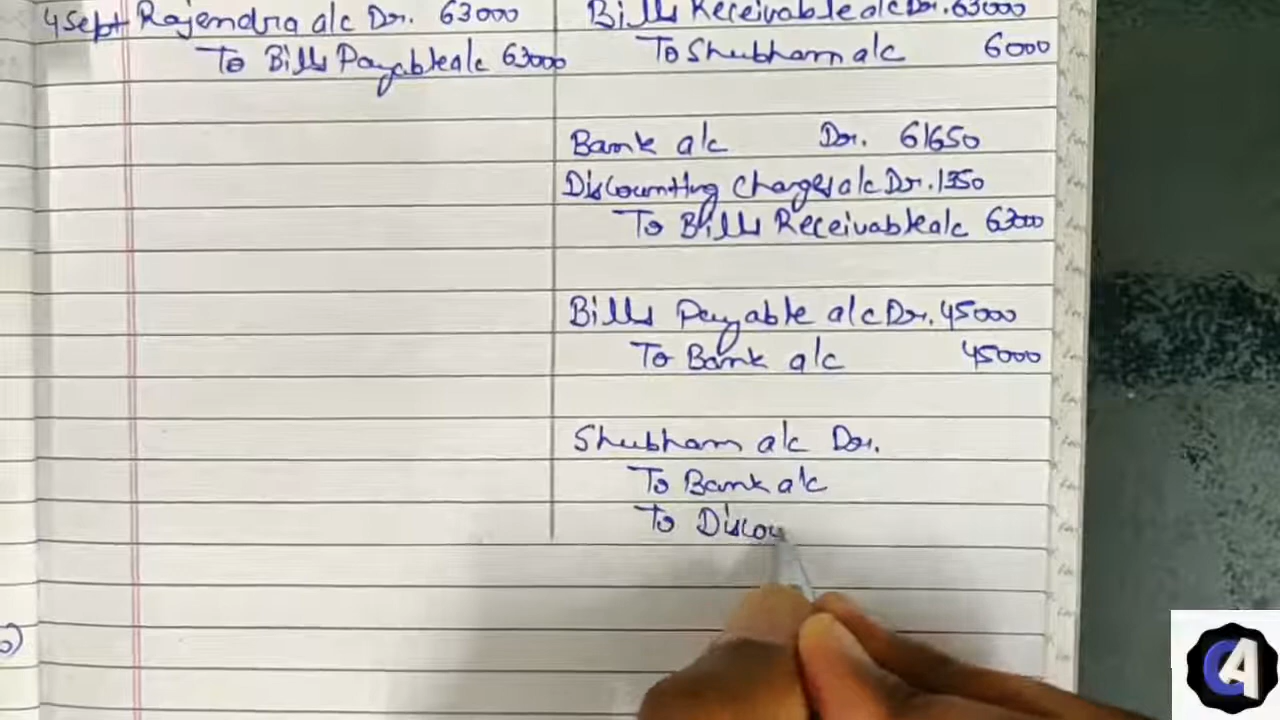 4 Sept Rajendra a/c Dr. 63000
To Bills Payable a/c 63000
Bills Receivable a/c Dr. 63000
To Shubham a/c 6000
Bank a/c Dr. 61650
Discounting Charges a/c Dr. 1350
To Bills Receivable a/c 63000
Bills Payable a/c Dr. 45000
To Bank a/c 45000
Shubham a/c Dr.
To Bank a/c
To Discou
CA